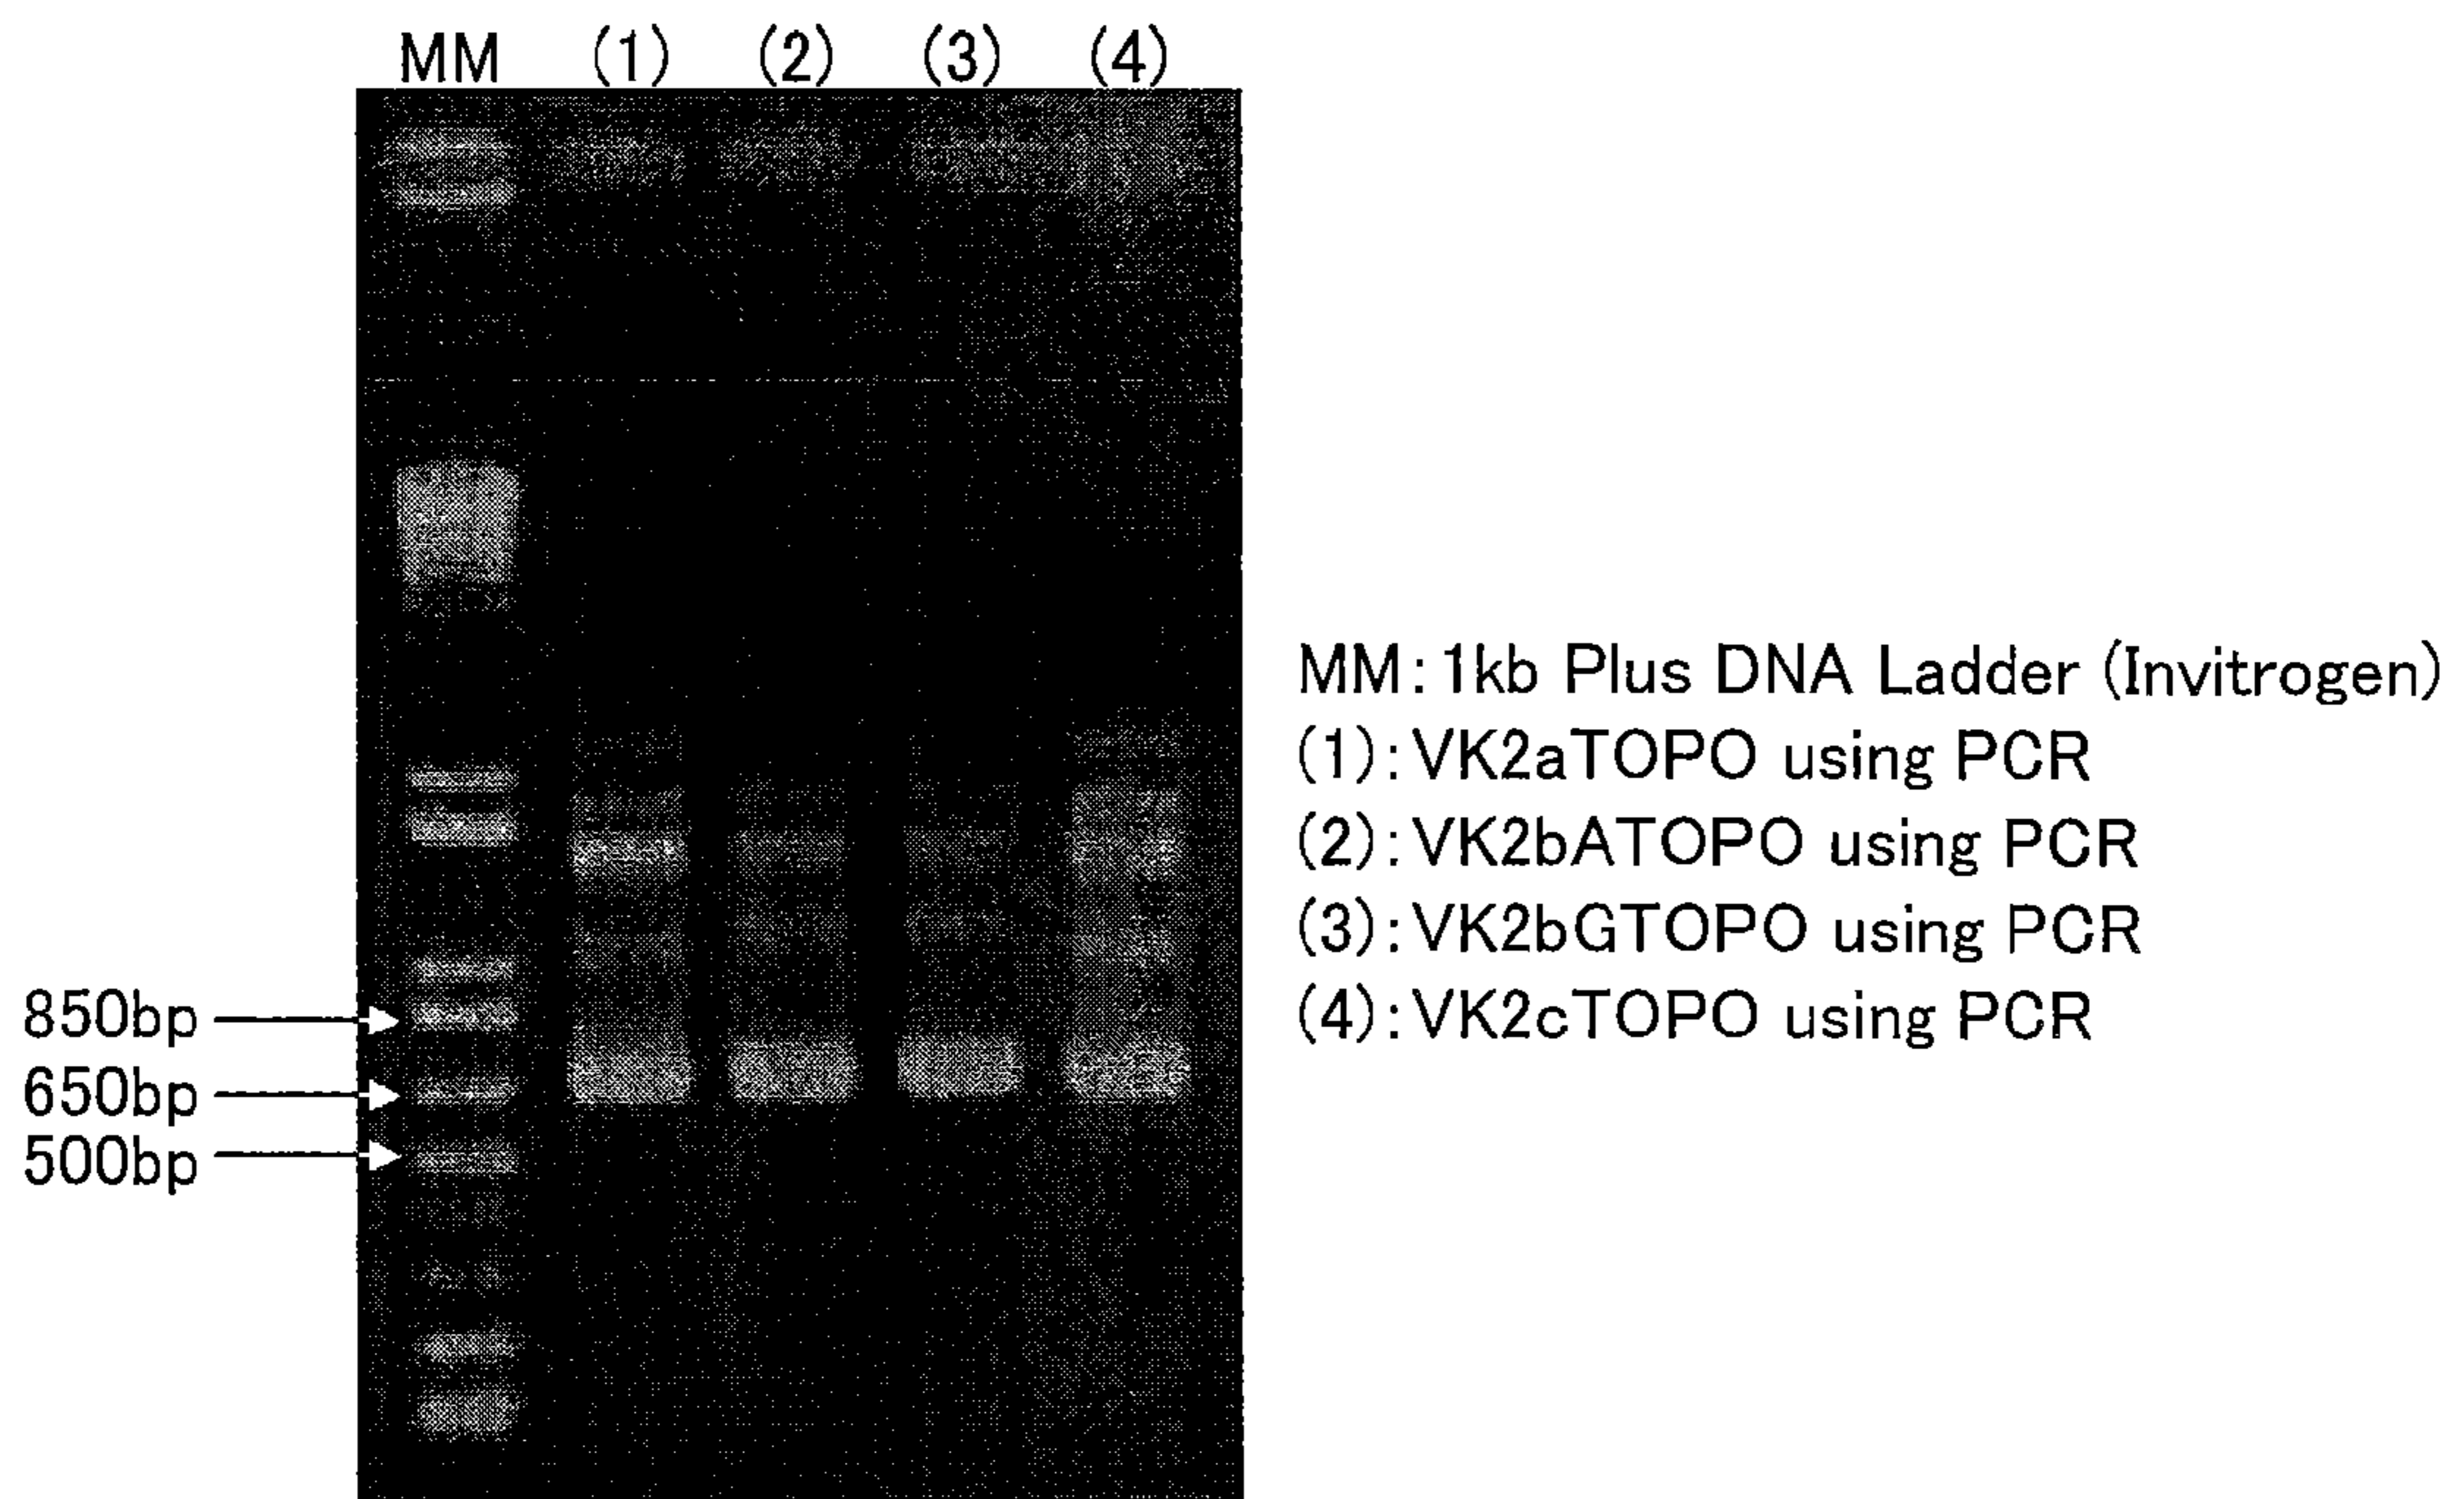 MM (1) (2) (3) (4)
MM:1kb Plus DNA Ladder (Invitrogen)
(1):VK2aTOPO using PCR
(2):VK2bATOPO using PCR
(3):VK2bGTOPO using PCR
(4):VK2cTOPO using PCR
850bp
650bp
500bp